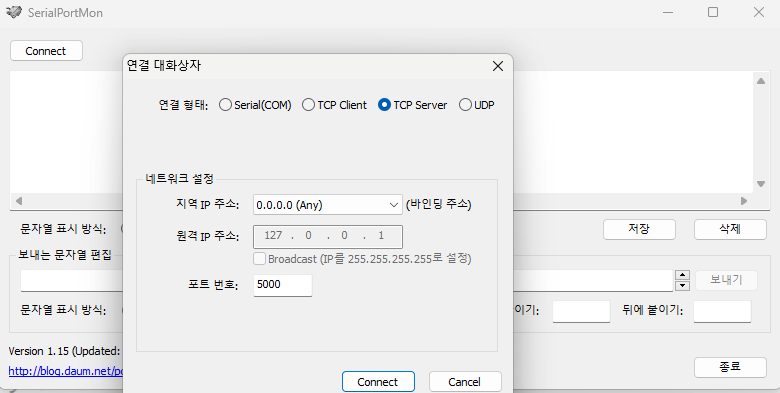 SerialPortMon
Connect
연결 대화상자
연결 형태: Serial(COM) TCP Client TCP Server UDP
네트워크 설정
지역 IP 주소: 0.0.0.0 (Any) (바인딩 주소)
원격 IP 주소: 127 . 0 . 0 . 1
Broadcast (IP를 255.255.255.255로 설정)
포트 번호: 5000
Connect Cancel
문자열 표시 방식: 저장 삭제
보내는 문자열 편집
보내기
문자열 표시 방식: 이기: 뒤에 붙이기:
Version 1.15 (Updated:
http://blog.daum.net/po
종료